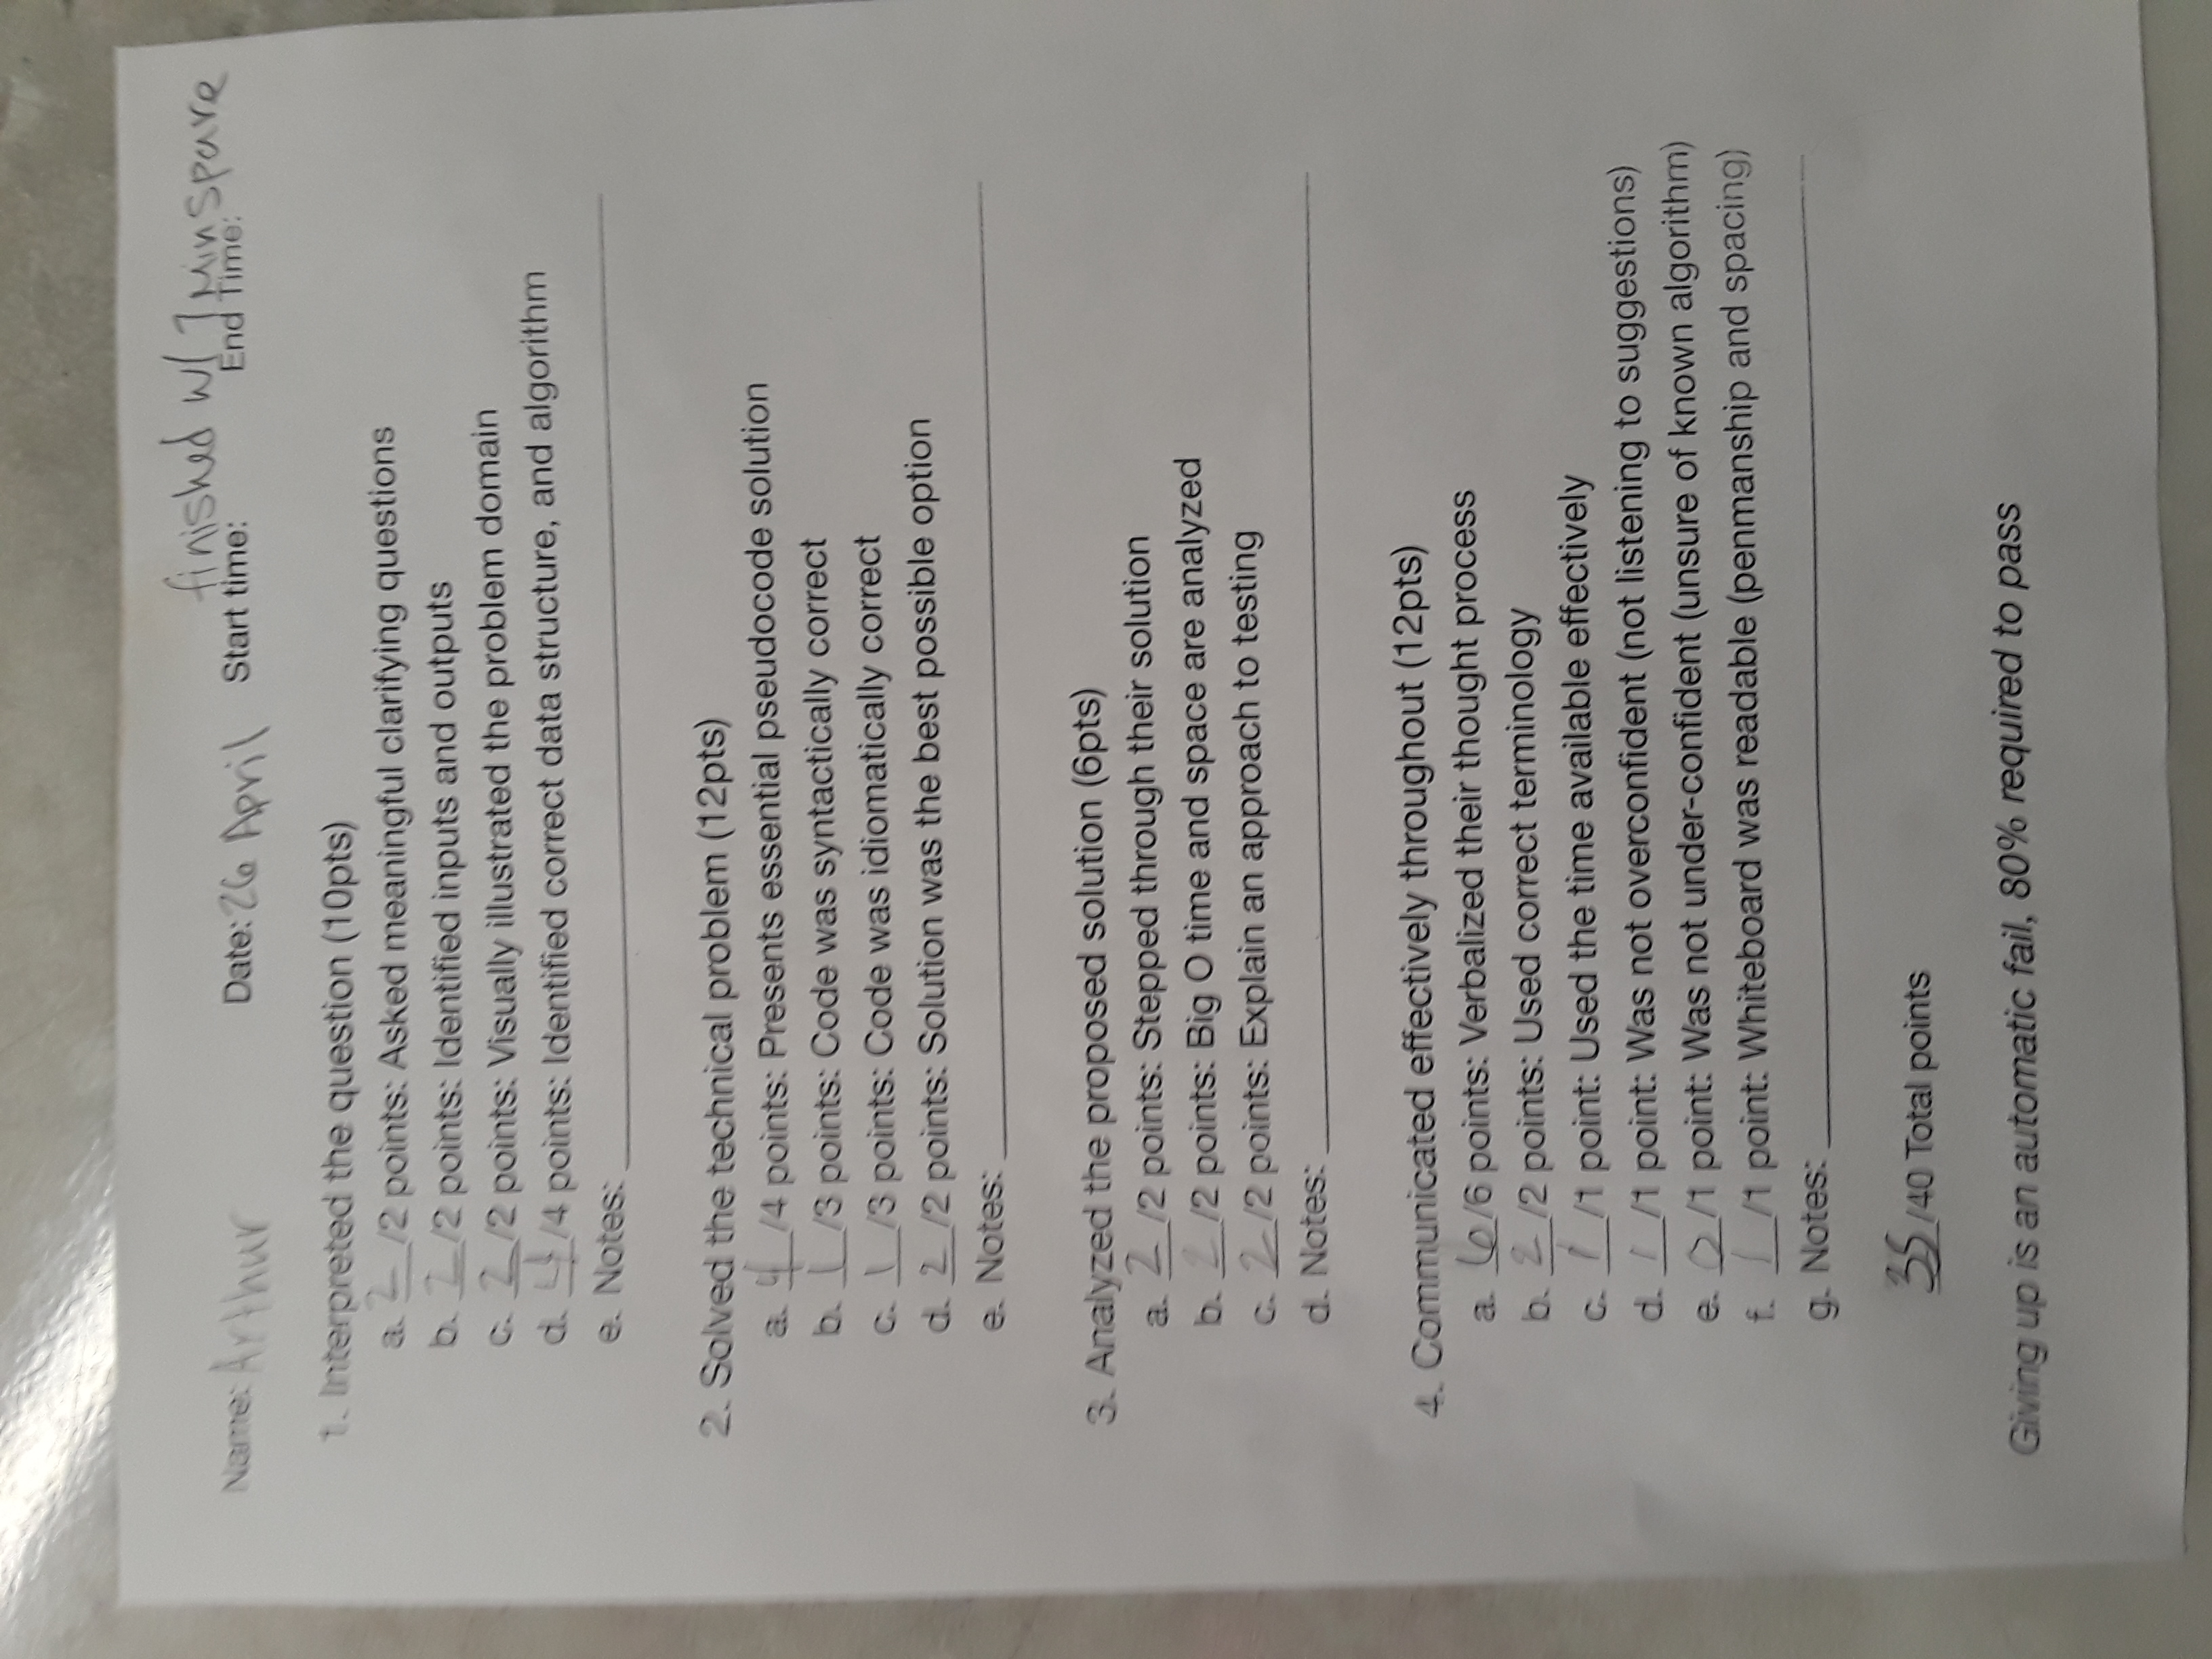 finished w/ 7 Min Spare
Name: Arthur Date: 26 April Start time: End Time:
1. Interpreted the question (10pts)
a. 2/2 points: Asked meaningful clarifying questions
b. 2/2 points: Identified inputs and outputs
c. 2/2 points: Visually illustrated the problem domain
d. 4/4 points: Identified correct data structure, and algorithm
e. Notes:
2. Solved the technical problem (12pts)
a. 4/4 points: Presents essential pseudocode solution
b. 1/3 points: Code was syntactically correct
c. 1/3 points: Code was idiomatically correct
d. 2/2 points: Solution was the best possible option
e. Notes:
3. Analyzed the proposed solution (6pts)
a. 2/2 points: Stepped through their solution
b. 2/2 points: Big O time and space are analyzed
c. 2/2 points: Explain an approach to testing
d. Notes:
4. Communicated effectively throughout (12pts)
a. 6/6 points: Verbalized their thought process
b. 2/2 points: Used correct terminology
c. 1/1 point: Used the time available effectively
d. 1/1 point: Was not overconfident (not listening to suggestions)
e. 0/1 point: Was not under-confident (unsure of known algorithm)
f. 1/1 point: Whiteboard was readable (penmanship and spacing)
g. Notes:
35/40 Total points
Giving up is an automatic fail, 80% required to pass